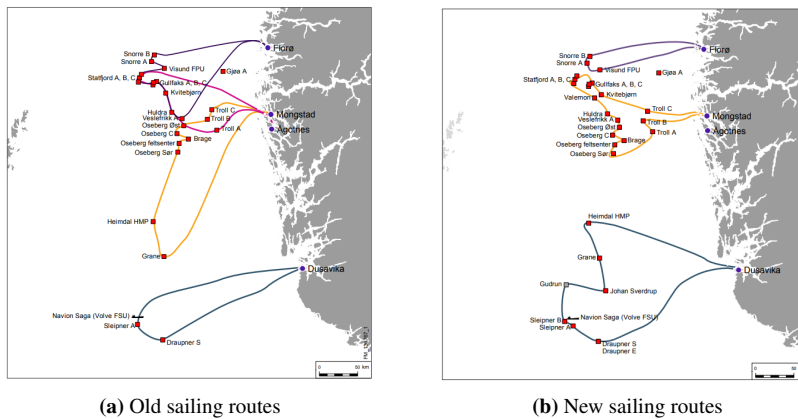 Snorre B
Snorre A
Florø
Visund FPU
Statfjord A, B, C
Gjøa A
Gullfaks A, B, C
Kvitebjørn
Huldra
Troll C
Veslefrikk A
Troll B
Mongstad
Oseberg Øst
Oseberg C
Troll A
Agotnes
Oseberg feltsenter
Brage
Oseberg Sør
Heimdal HMP
Grane
Dusavika
Navion Saga (Volve FSU)
Sleipner A
Draupner S
0 50
km
(a) Old sailing routes
Snorre B
Snorre A
Florø
Visund FPU
Statfjord A, B, C
Gjøa A
Gullfaks A, B, C
Kvitebjørn
Valemon
Huldra
Troll C
Veslefrikk A
Troll B
Mongstad
Oseberg Øst
Oseberg C
Troll A
Agotnes
Brage
Oseberg feltsenter
Oseberg Sør
Heimdal HMP
Grane
Dusavika
Gudrun
Johan Sverdrup
Navion Saga (Volve FSU)
Sleipner B
Sleipner A
Draupner S
Draupner E
0 50
km
(b) New sailing routes